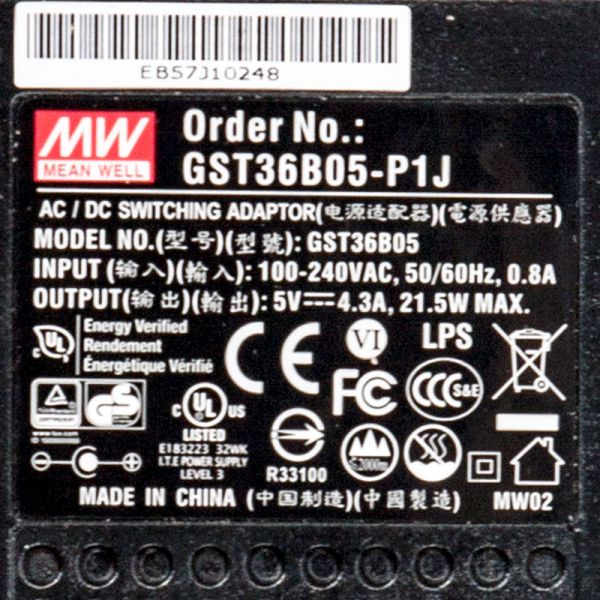 EB57J10248
MW
MEAN WELL
Order No.:
GST36B05-P1J
AC / DC SWITCHING ADAPTOR(电源适配器)(電源供應器)
MODEL NO.(型号)(型號): GST36B05
INPUT (输入)(輸入): 100-240VAC, 50/60Hz, 0.8A
OUTPUT(输出)(輸出): 5V⎓4.3A, 21.5W MAX.
Energy Verified
Rendement
Énergétique Vérifié
UL
CE
VI
LPS
FC
CCC S&E
GS
c UL US
LISTED
E183223 32WK
I.T.E POWER SUPPLY
LEVEL 3
R33100
≤2000m
MADE IN CHINA (中国制造)(中國製造)
MW02